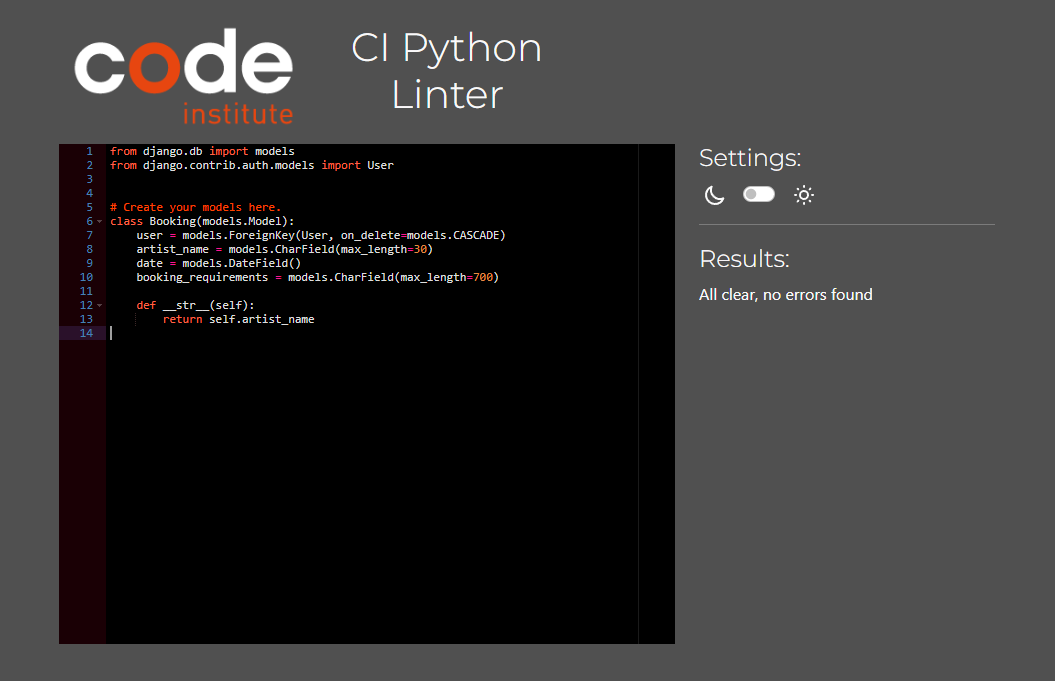 code
institute
CI Python
Linter
1 from django.db import models
2 from django.contrib.auth.models import User
3
4
5 # Create your models here.
6 class Booking(models.Model):
7     user = models.ForeignKey(User, on_delete=models.CASCADE)
8     artist_name = models.CharField(max_length=30)
9     date = models.DateField()
10     booking_requirements = models.CharField(max_length=700)
11
12     def __str__(self):
13         return self.artist_name
14
Settings:
Results:
All clear, no errors found